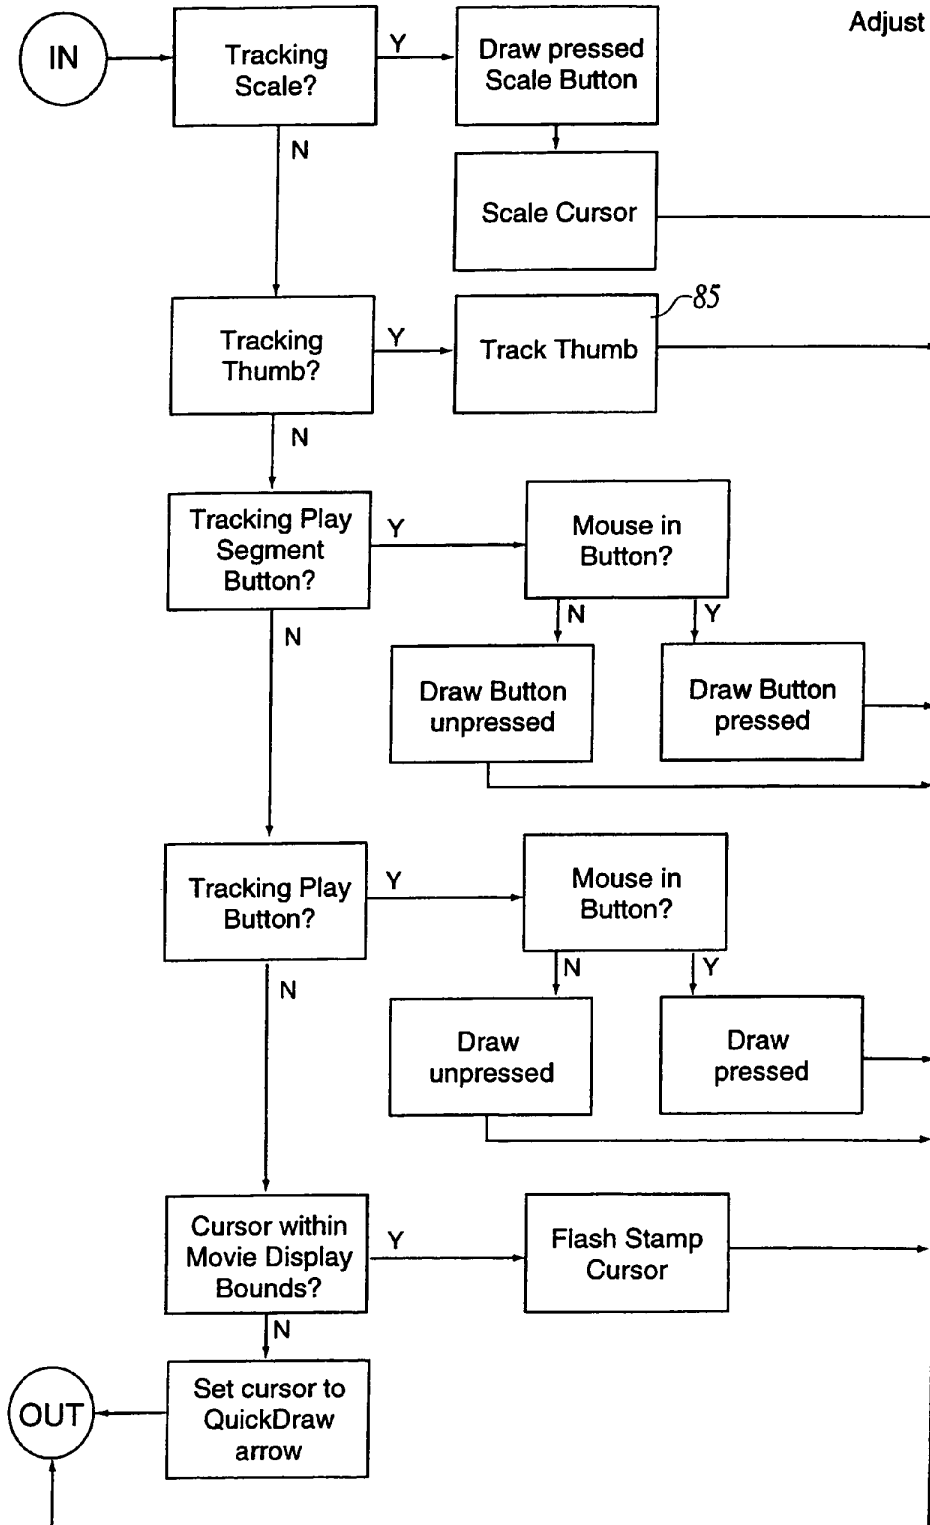 Adjust
IN
Tracking
Scale?
Y
Draw pressed
Scale Button
N
Scale Cursor
Tracking
Thumb?
Y
Track Thumb
85
N
Tracking Play
Segment
Button?
Y
Mouse in
Button?
N
Y
N
Draw Button
unpressed
Draw Button
pressed
Tracking Play
Button?
Y
Mouse in
Button?
N
Y
N
Draw
unpressed
Draw
pressed
Cursor within
Movie Display
Bounds?
Y
Flash Stamp
Cursor
N
Set cursor to
QuickDraw
arrow
OUT